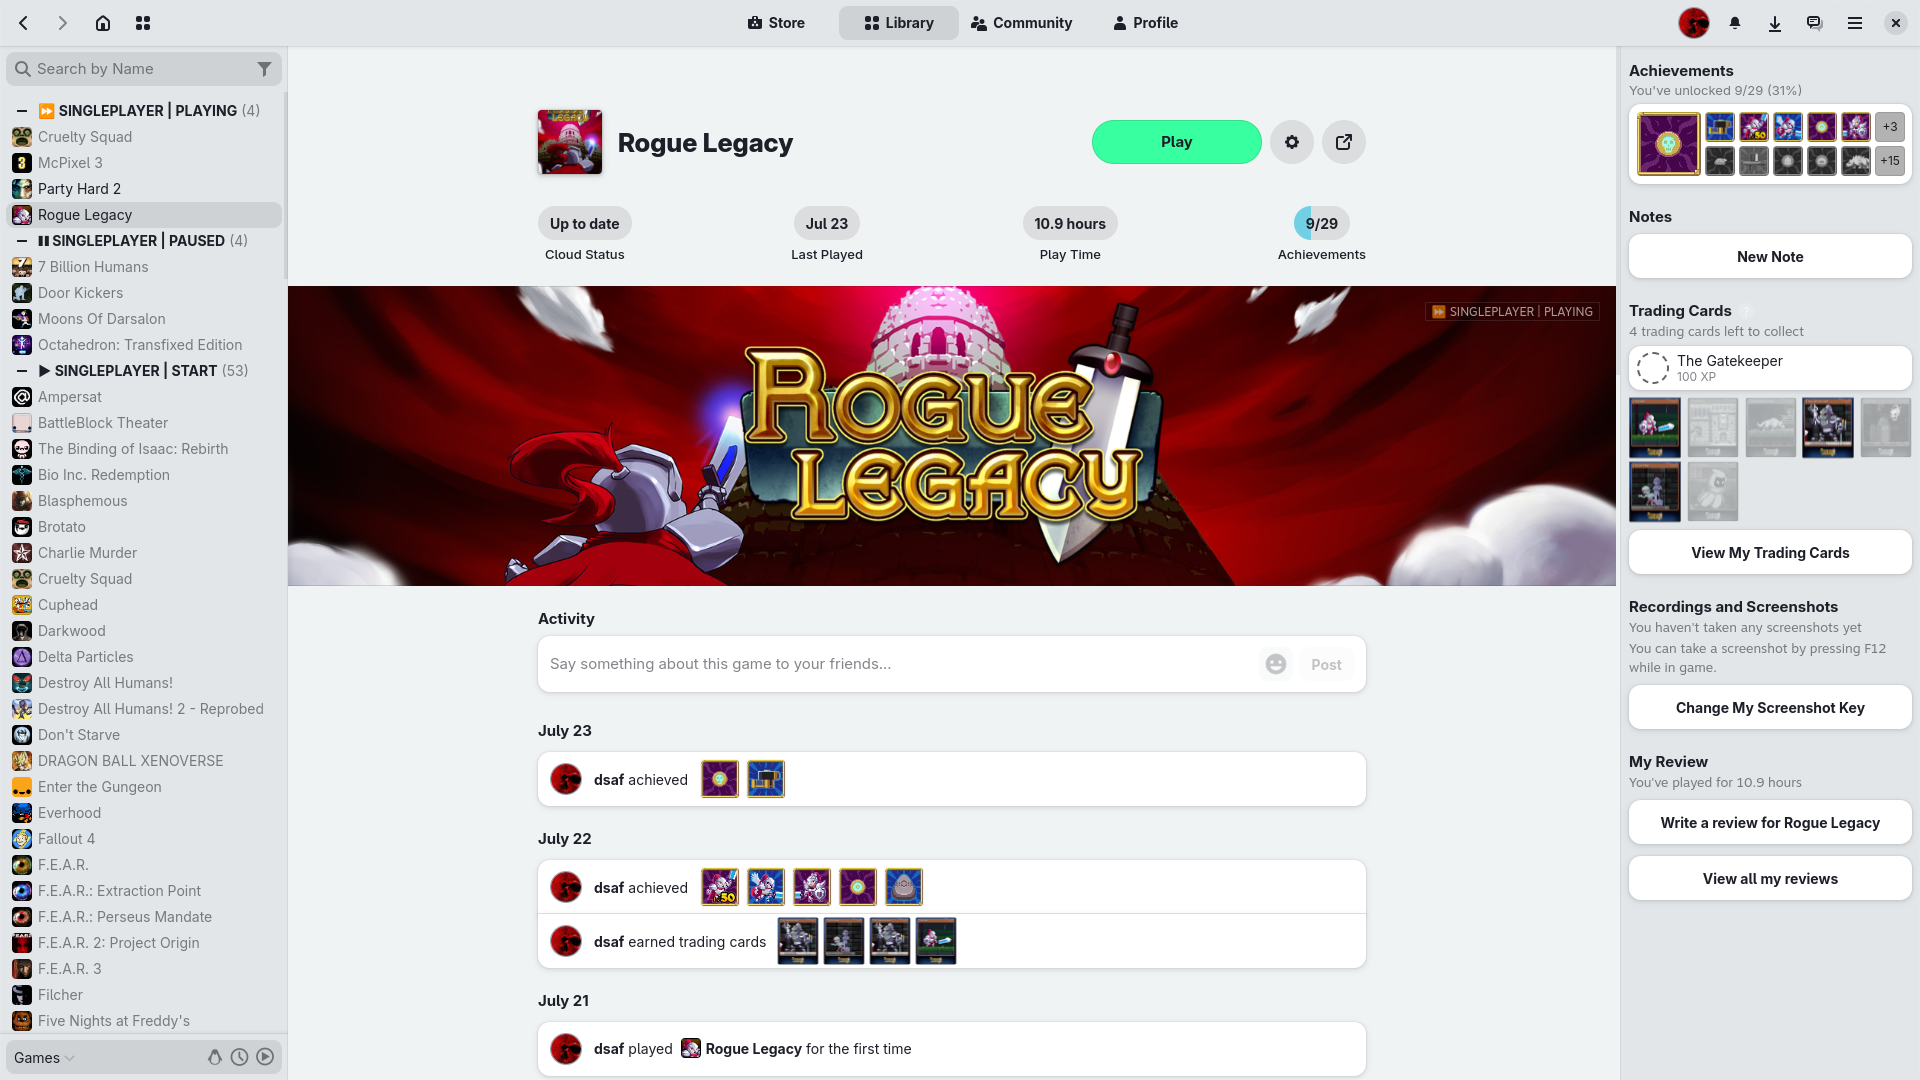 Store
Library
Community
Profile
Search by Name
SINGLEPLAYER | PLAYING (4)
Cruelty Squad
McPixel 3
Party Hard 2
Rogue Legacy
SINGLEPLAYER | PAUSED (4)
7 Billion Humans
Door Kickers
Moons Of Darsalon
Octahedron: Transfixed Edition
SINGLEPLAYER | START (53)
Ampersat
BattleBlock Theater
The Binding of Isaac: Rebirth
Bio Inc. Redemption
Blasphemous
Brotato
Charlie Murder
Cruelty Squad
Cuphead
Darkwood
Delta Particles
Destroy All Humans!
Destroy All Humans! 2 - Reprobed
Don't Starve
DRAGON BALL XENOVERSE
Enter the Gungeon
Everhood
Fallout 4
F.E.A.R.
F.E.A.R.: Extraction Point
F.E.A.R.: Perseus Mandate
F.E.A.R. 2: Project Origin
F.E.A.R. 3
Filcher
Five Nights at Freddy's
Games
Rogue Legacy
Play
Up to date
Cloud Status
Jul 23
Last Played
10.9 hours
Play Time
9/29
Achievements
SINGLEPLAYER | PLAYING
ROGUE
LEGACY
Activity
Say something about this game to your friends...
Post
July 23
dsaf achieved
July 22
dsaf achieved
50
dsaf earned trading cards
July 21
dsaf played Rogue Legacy for the first time
Achievements
You've unlocked 9/29 (31%)
50
+3
+15
Notes
New Note
Trading Cards ?
4 trading cards left to collect
The Gatekeeper
100 XP
View My Trading Cards
Recordings and Screenshots
You haven't taken any screenshots yet
You can take a screenshot by pressing F12
while in game.
Change My Screenshot Key
My Review
You've played for 10.9 hours
Write a review for Rogue Legacy
View all my reviews